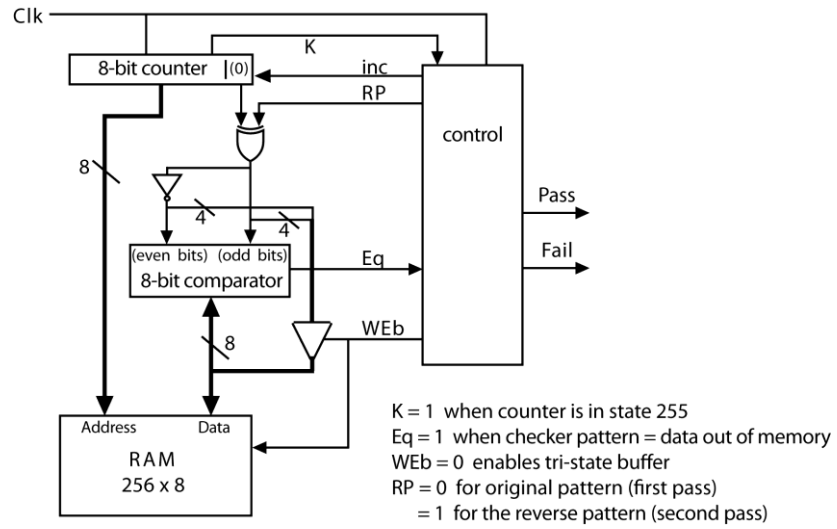 Clk
K
8-bit counter (0)
inc
RP
control
8
4
4
Pass
(even bits) (odd bits)
8-bit comparator
Eq
Fail
8
WEb
Address Data
RAM
256 x 8
K = 1 when counter is in state 255
Eq = 1 when checker pattern = data out of memory
WEb = 0 enables tri-state buffer
RP = 0 for original pattern (first pass)
= 1 for the reverse pattern (second pass)